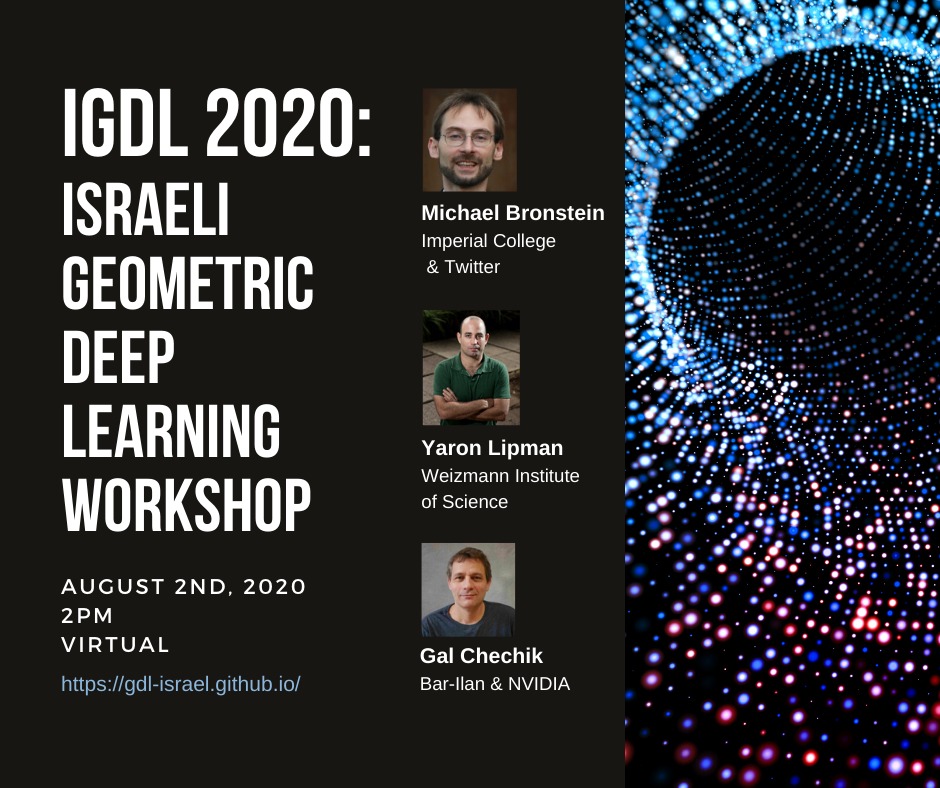 IGDL 2020:
ISRAELI
GEOMETRIC
DEEP
LEARNING
WORKSHOP
AUGUST 2ND, 2020
2PM
VIRTUAL
https://gdl-israel.github.io/
Michael Bronstein
Imperial College
& Twitter
Yaron Lipman
Weizmann Institute
of Science
Gal Chechik
Bar-Ilan & NVIDIA